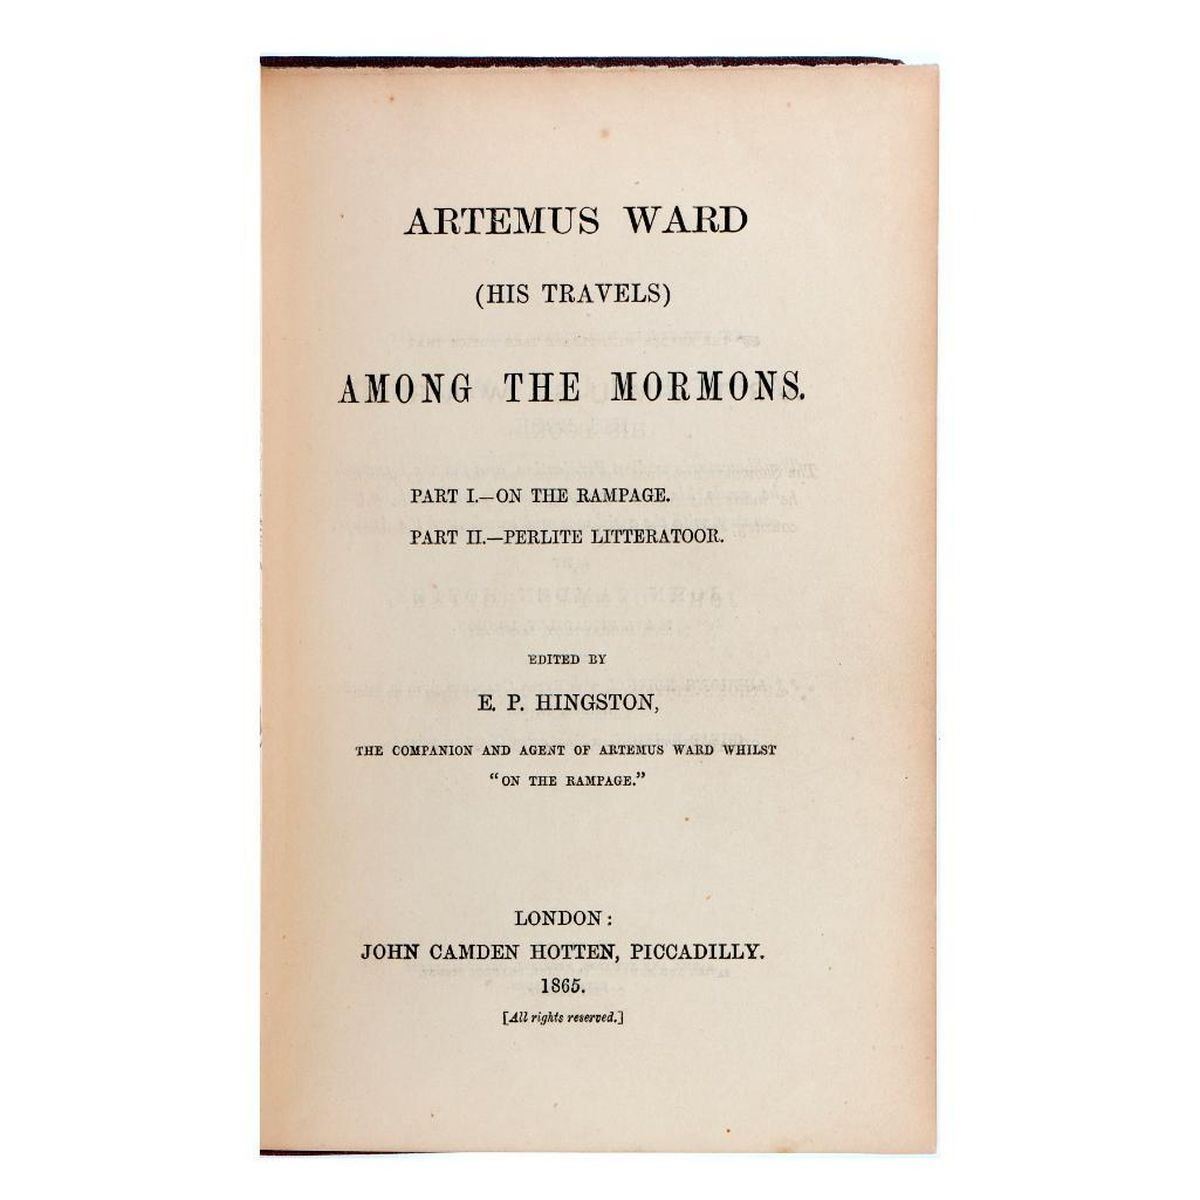 ARTEMUS WARD
(HIS TRAVELS)
AMONG THE MORMONS.
PART I.—ON THE RAMPAGE.
PART II.—PERLITE LITTERATOOR.
EDITED BY
E. P. HINGSTON,
THE COMPANION AND AGENT OF ARTEMUS WARD WHILST
"ON THE RAMPAGE."
LONDON:
JOHN CAMDEN HOTTEN, PICCADILLY.
1865.
[All rights reserved.]